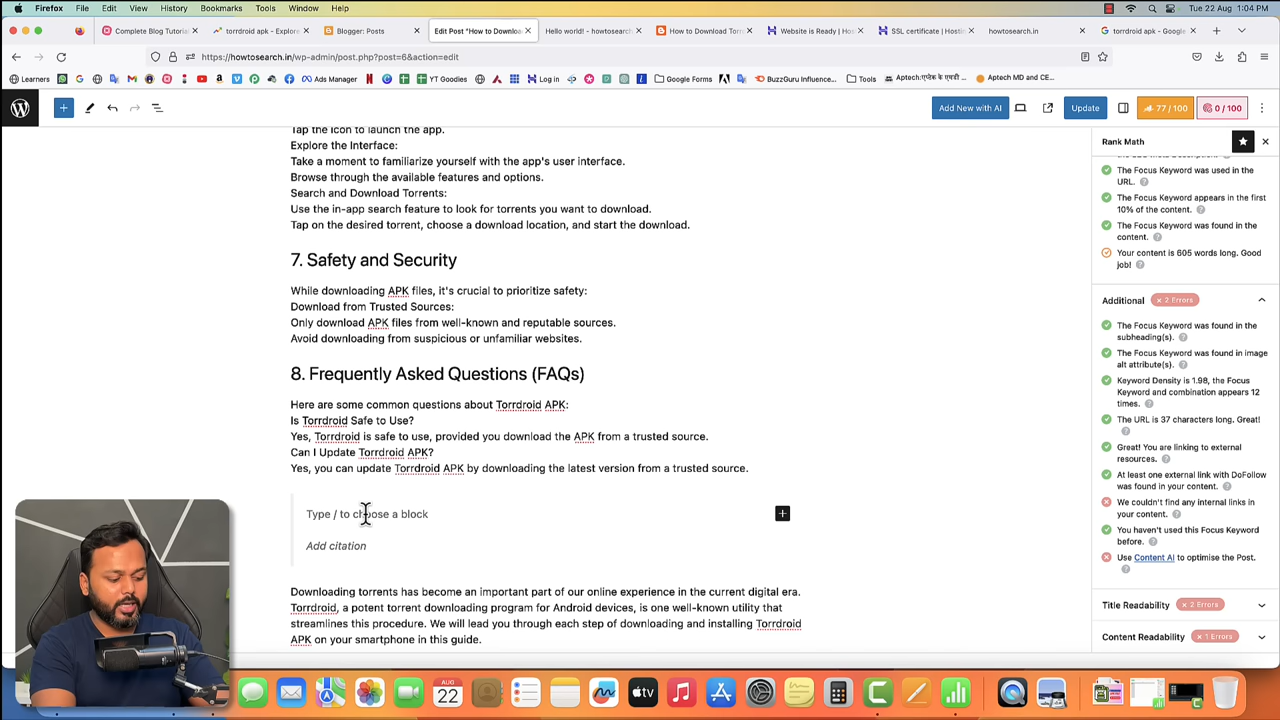 Firefox File Edit View History Bookmarks Tools Window Help Tue 22 Aug 1:04 PM
Complete Blog Tutoria torrdroid apk - Explore Blogger: Posts Edit Post "How to Downloa Hello world! - howtosearch How to Download Torr Website is Ready | Host SSL certificate | Hostin howtosearch.in torrdroid apk - Google
https://howtosearch.in/wp-admin/post.php?post=6&action=edit
Learners Ads Manager YT Goodies Log in Google Forms BuzzGuru Influence... Tools Aptech:एप्टेक के एमडी ... Aptech MD and CE...
Add New with AI Update 77 / 100 0 / 100
Rank Math
Tap the icon to launch the app.
Explore the Interface:
Take a moment to familiarize yourself with the app's user interface.
Browse through the available features and options.
Search and Download Torrents:
Use the in-app search feature to look for torrents you want to download.
Tap on the desired torrent, choose a download location, and start the download.
7. Safety and Security
While downloading APK files, it's crucial to prioritize safety:
Download from Trusted Sources:
Only download APK files from well-known and reputable sources.
Avoid downloading from suspicious or unfamiliar websites.
8. Frequently Asked Questions (FAQs)
Here are some common questions about Torrdroid APK:
Is Torrdroid Safe to Use?
Yes, Torrdroid is safe to use, provided you download the APK from a trusted source.
Can I Update Torrdroid APK?
Yes, you can update Torrdroid APK by downloading the latest version from a trusted source.
Type / to choose a block
Add citation
Downloading torrents has become an important part of our online experience in the current digital era.
Torrdroid, a potent torrent downloading program for Android devices, is one well-known utility that
streamlines this procedure. We will lead you through each step of downloading and installing Torrdroid
APK on your smartphone in this guide.
The Focus Keyword was used in the
URL.
The Focus Keyword appears in the first
10% of the content.
The Focus Keyword was found in the
content.
Your content is 605 words long. Good
job!
Additional × 2 Errors
The Focus Keyword was found in the
subheading(s).
The Focus Keyword was found in image
alt attribute(s).
Keyword Density is 1.98, the Focus
Keyword and combination appears 12
times.
The URL is 37 characters long. Great!
Great! You are linking to external
resources.
At least one external link with DoFollow
was found in your content.
We couldn't find any internal links in
your content.
You haven't used this Focus Keyword
before.
Use Content AI to optimise the Post.
Title Readability × 2 Errors
Content Readability × 1 Errors
AUG
22
tv